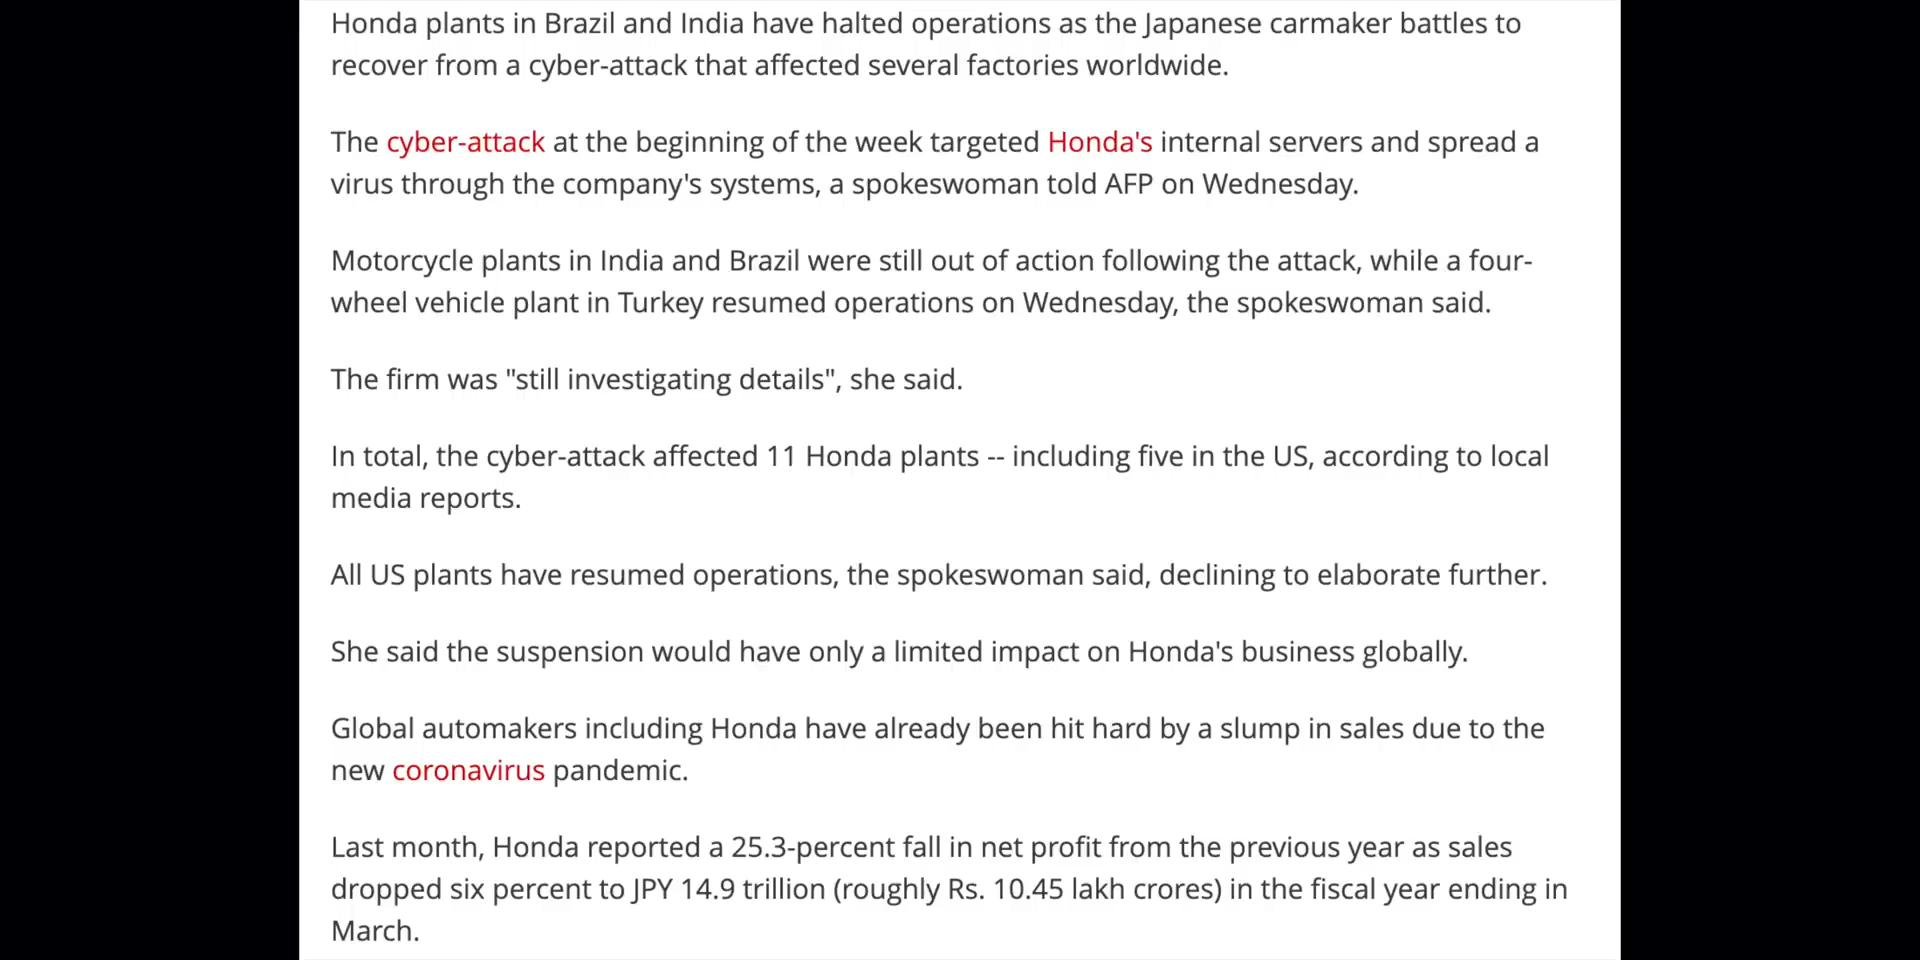 Honda plants in Brazil and India have halted operations as the Japanese carmaker battles to
recover from a cyber-attack that affected several factories worldwide.
The cyber-attack at the beginning of the week targeted Honda's internal servers and spread a
virus through the company's systems, a spokeswoman told AFP on Wednesday.
Motorcycle plants in India and Brazil were still out of action following the attack, while a four-
wheel vehicle plant in Turkey resumed operations on Wednesday, the spokeswoman said.
The firm was "still investigating details", she said.
In total, the cyber-attack affected 11 Honda plants -- including five in the US, according to local
media reports.
All US plants have resumed operations, the spokeswoman said, declining to elaborate further.
She said the suspension would have only a limited impact on Honda's business globally.
Global automakers including Honda have already been hit hard by a slump in sales due to the
new coronavirus pandemic.
Last month, Honda reported a 25.3-percent fall in net profit from the previous year as sales
dropped six percent to JPY 14.9 trillion (roughly Rs. 10.45 lakh crores) in the fiscal year ending in
March.